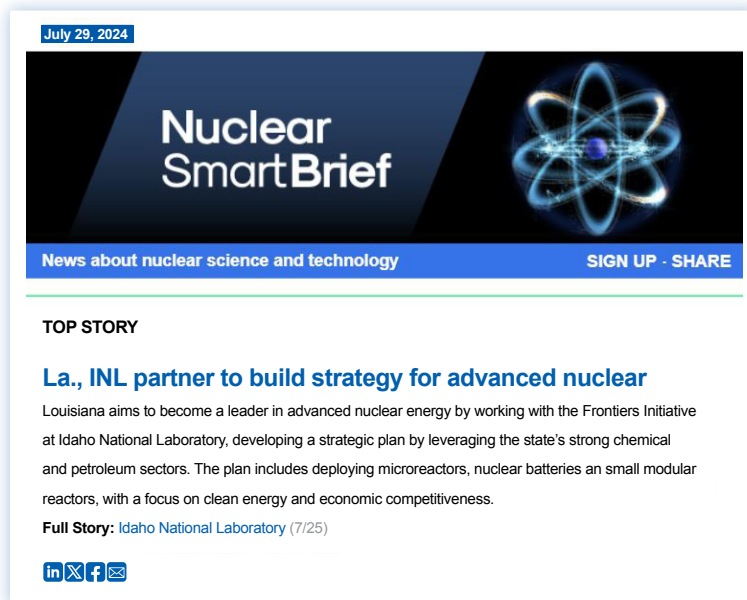 July 29, 2024
Nuclear
SmartBrief
News about nuclear science and technology
SIGN UP - SHARE
TOP STORY
La., INL partner to build strategy for advanced nuclear
Louisiana aims to become a leader in advanced nuclear energy by working with the Frontiers Initiative
at Idaho National Laboratory, developing a strategic plan by leveraging the state’s strong chemical
and petroleum sectors. The plan includes deploying microreactors, nuclear batteries an small modular
reactors, with a focus on clean energy and economic competitiveness.
Full Story: Idaho National Laboratory (7/25)